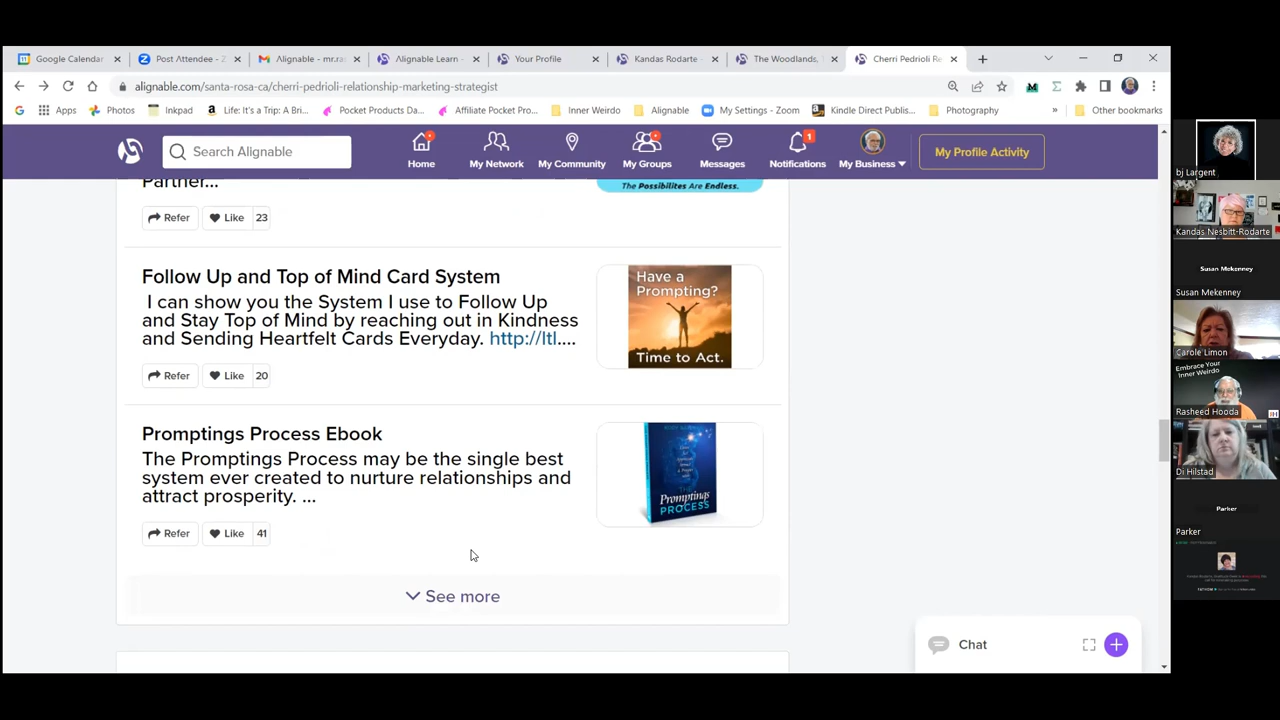 Google Calendar
Post Attendee - Z
Alignable - mr.ra
Alignable Learn -
Your Profile
Kandas Rodarte -
The Woodlands,
Cherri Pedrioli Re
alignable.com/santa-rosa-ca/cherri-pedrioli-relationship-marketing-strategist
Apps
Photos
Inkpad
Life: It's a Trip: A Bri...
Pocket Products Da...
Affiliate Pocket Pro...
Inner Weirdo
Alignable
My Settings - Zoom
Kindle Direct Publis...
Photography
»
Other bookmarks
Search Alignable
Home
My Network
My Community
My Groups
Messages
1
Notifications
My Business
My Profile Activity
Partner...
The Possibilites Are Endless.
Refer
Like 23
Follow Up and Top of Mind Card System
I can show you the System I use to Follow Up
and Stay Top of Mind by reaching out in Kindness
and Sending Heartfelt Cards Everyday. http://ltl....
Have a
Prompting?
Time to Act.
Refer
Like 20
Promptings Process Ebook
The Promptings Process may be the single best
system ever created to nurture relationships and
attract prosperity. ...
Promptings
PROCESS
Refer
Like 41
See more
Chat
bj Largent
Kandas Nesbitt-Rodarte
Susan Mekenney
Susan Mekenney
Carole Limon
Embrace Your
Inner Weirdo
Rasheed Hooda
Di Hilstad
Parker
Parker